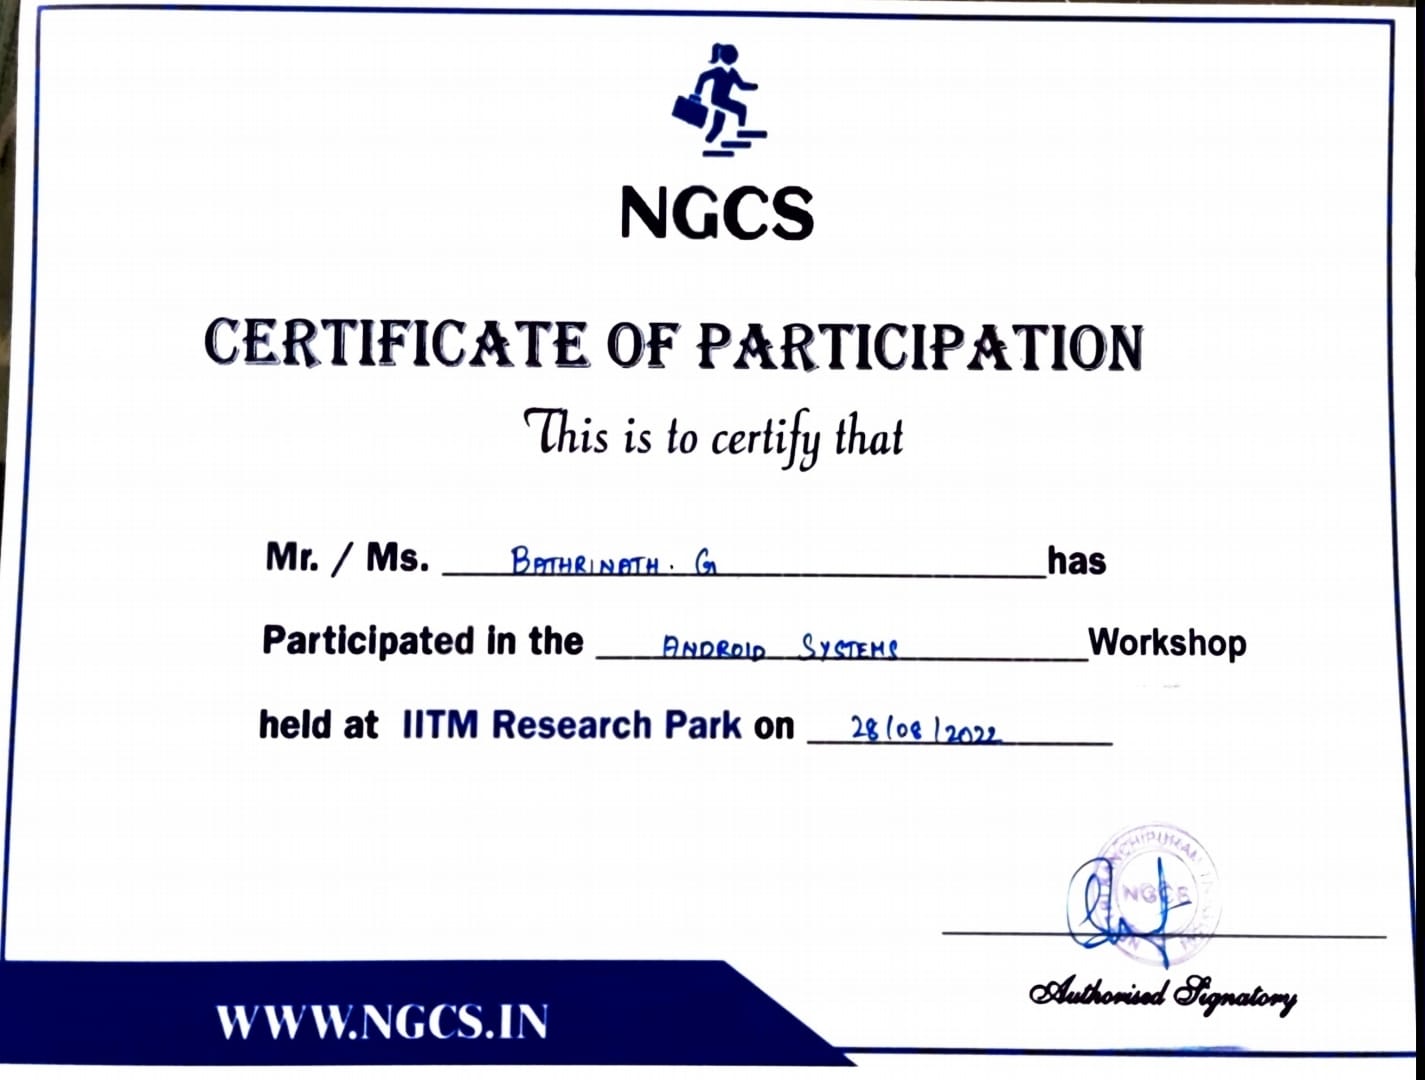 NGCS
CERTIFICATE OF PARTICIPATION
This is to certify that
Mr. / Ms. BATHRINATH. G has
Participated in the ANDROID SYSTEMS Workshop
held at IITM Research Park on 28/08/2022
NGCS
Authorised Signatory
WWW.NGCS.IN